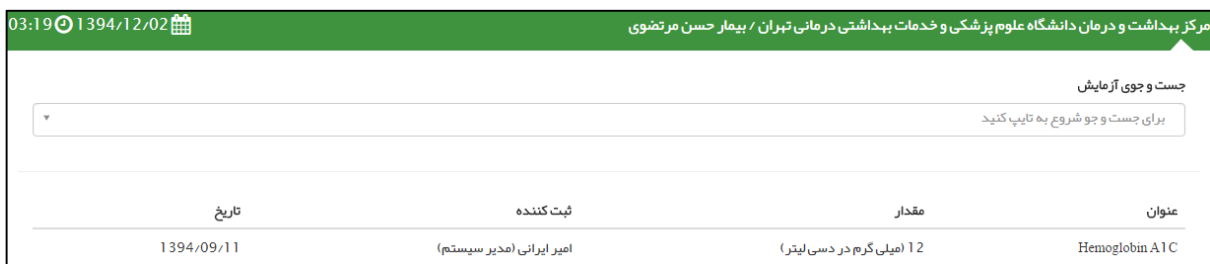 مرکز بهداشت و درمان دانشگاه علوم پزشکی و خدمات بهداشتی درمانی تهران / بیمار حسن مرتضوی 1394/12/02 03:19
جست و جوی آزمایش
برای جست و جو شروع به تایپ کنید
عنوان مقدار ثبت کننده تاریخ
Hemoglobin A1C 12 (میلی گرم در دسی لیتر) امیر ایرانی (مدیر سیستم) 1394/09/11